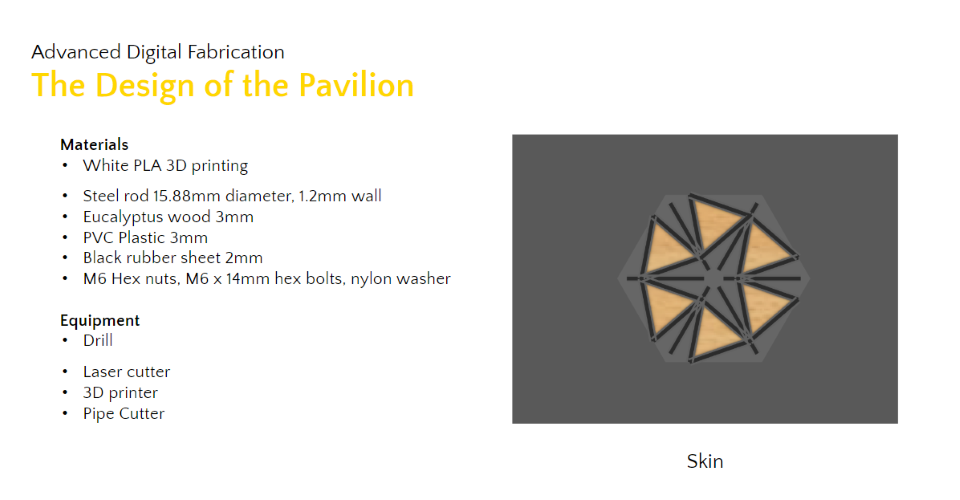 Advanced Digital Fabrication
The Design of the Pavilion
Materials
• White PLA 3D printing
• Steel rod 15.88mm diameter, 1.2mm wall
• Eucalyptus wood 3mm
• PVC Plastic 3mm
• Black rubber sheet 2mm
• M6 Hex nuts, M6 x 14mm hex bolts, nylon washer
Equipment
• Drill
• Laser cutter
• 3D printer
• Pipe Cutter
Skin